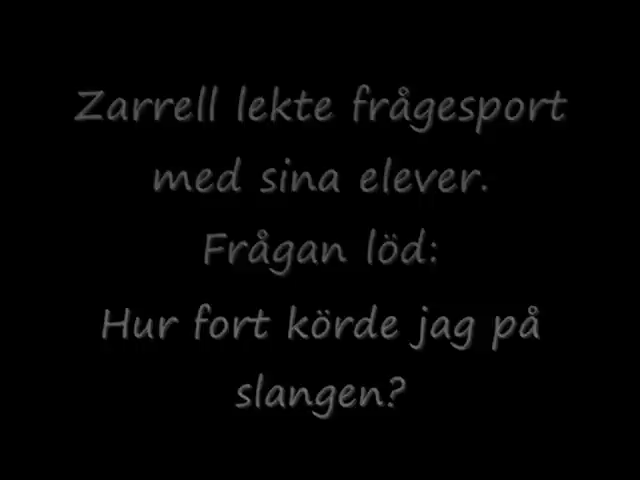 Zarrell lekte frågesport
med sina elever.
Frågan löd:
Hur fort körde jag på
slangen?